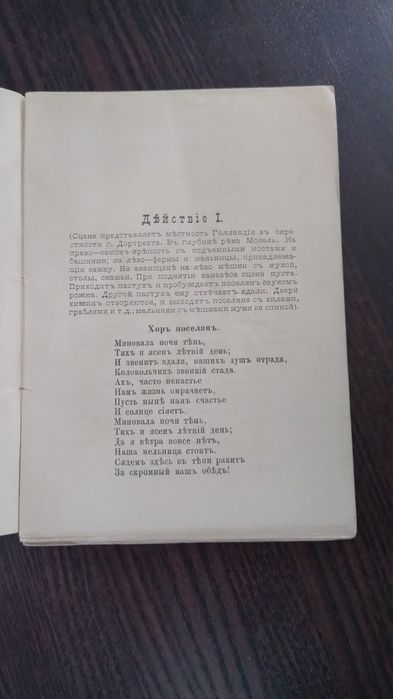 Дѣйствіе I.
(Сцена представляетъ мѣстность Голландіи въ окре-
стности г. Дортрехта. Въ глубинѣ рѣка Мозель. На
право—замокъ-крѣпость съ подъемными мостами и
башнями; на лѣво—фермы и мельницы, принадлежа-
щія замку. На авансценѣ на лѣво мѣшки съ мукой,
столы, скамьи. При поднятіи занавѣса сцена пуста.
Приходитъ пастухъ и пробуждаетъ поселянъ звукомъ
рожка. Другой пастухъ ему отвѣчаетъ вдали. Двери
хижинъ отворяются, и выходятъ поселяне съ вилами,
граблями и т.д.; мельники съ мѣшками муки за спиной).
Хоръ поселянъ.
Миновала ночи тѣнь,
Тихъ и ясенъ лѣтній день;
И звенитъ вдали, нашихъ душъ отрада,
Колокольчикъ звонкій стада.
Ахъ, часто ненастье
Намъ жизнь омрачаетъ,
Пусть нынѣ намъ счастье
И солнце сіяетъ.
Миновала ночи тѣнь,
Тихъ и ясенъ лѣтній день;
Да и вѣтра вовсе нѣтъ,
Наша мельница стоитъ.
Сядемъ здѣсь въ тѣни ракитъ
За скромный нашъ обѣдъ!